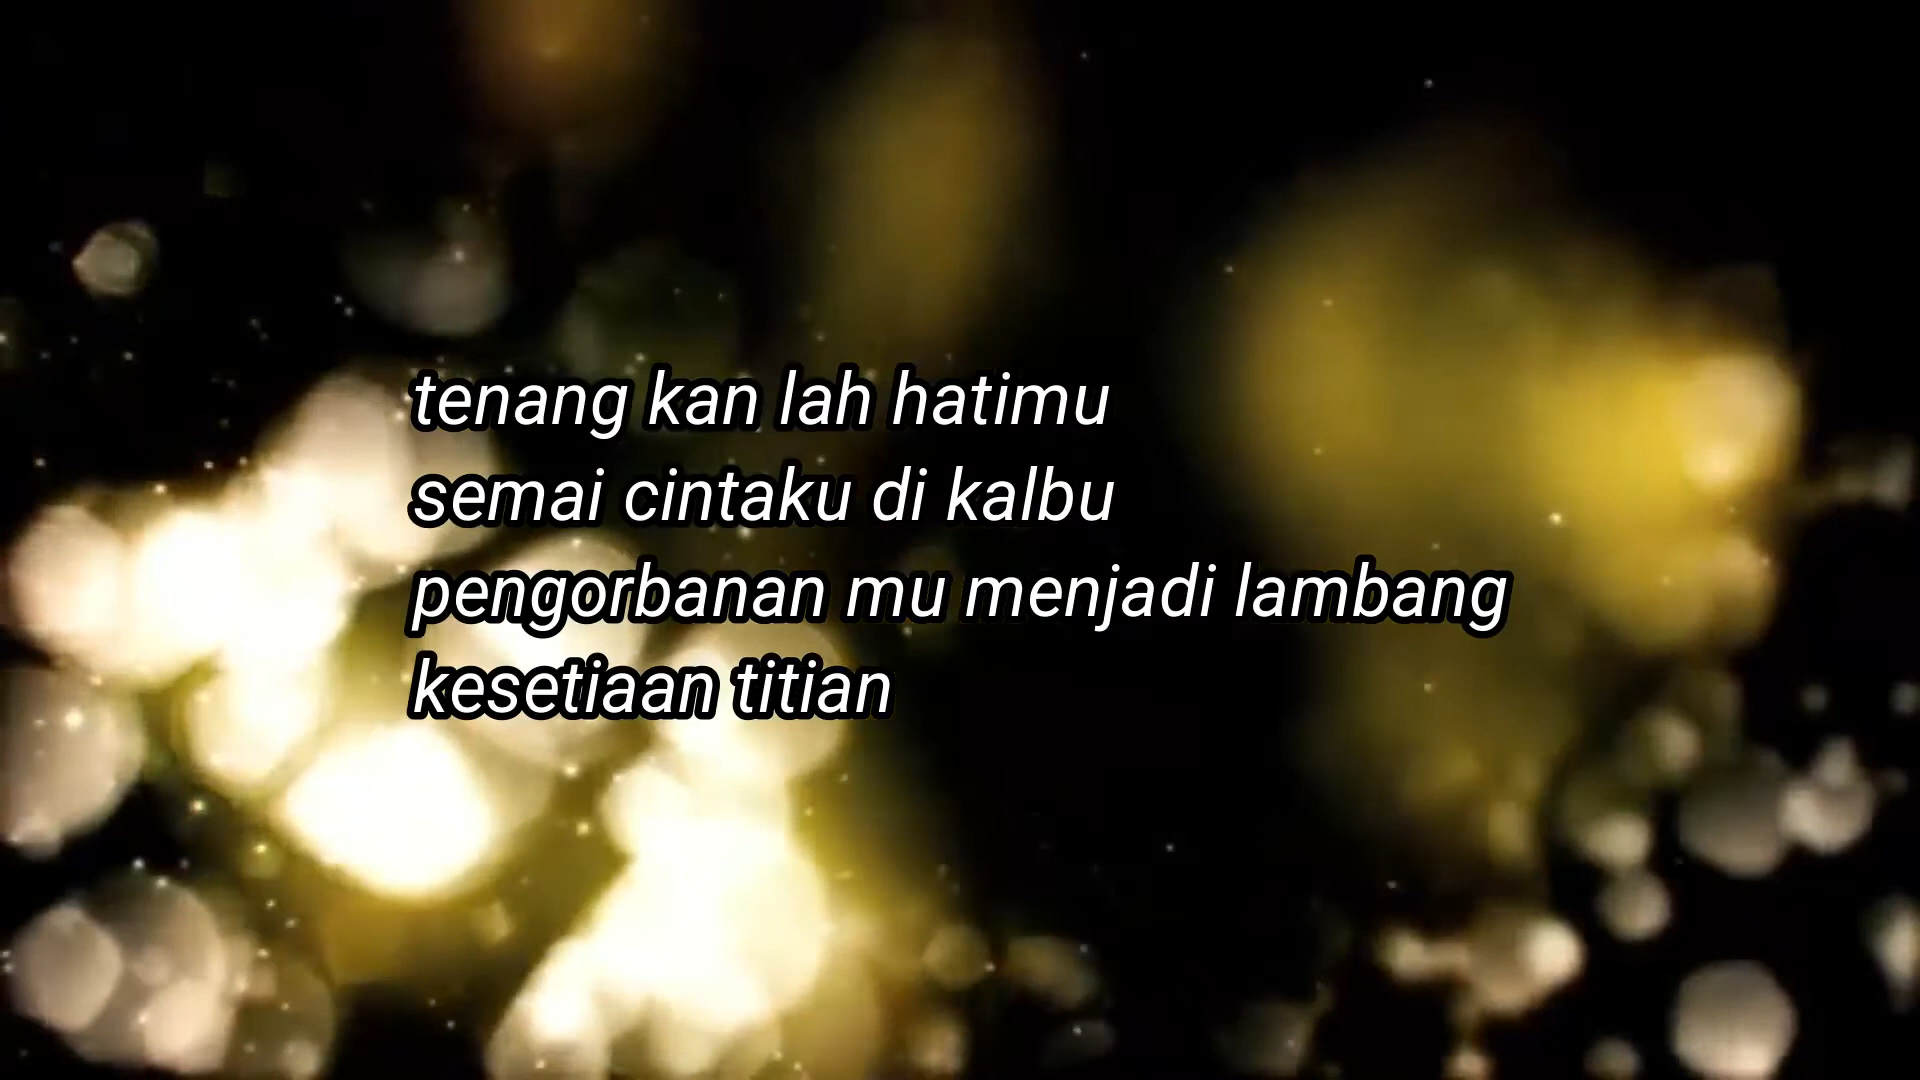 tenang kan lah hatimu
semai cintaku di kalbu
pengorbanan mu menjadi lambang
kesetiaan titian